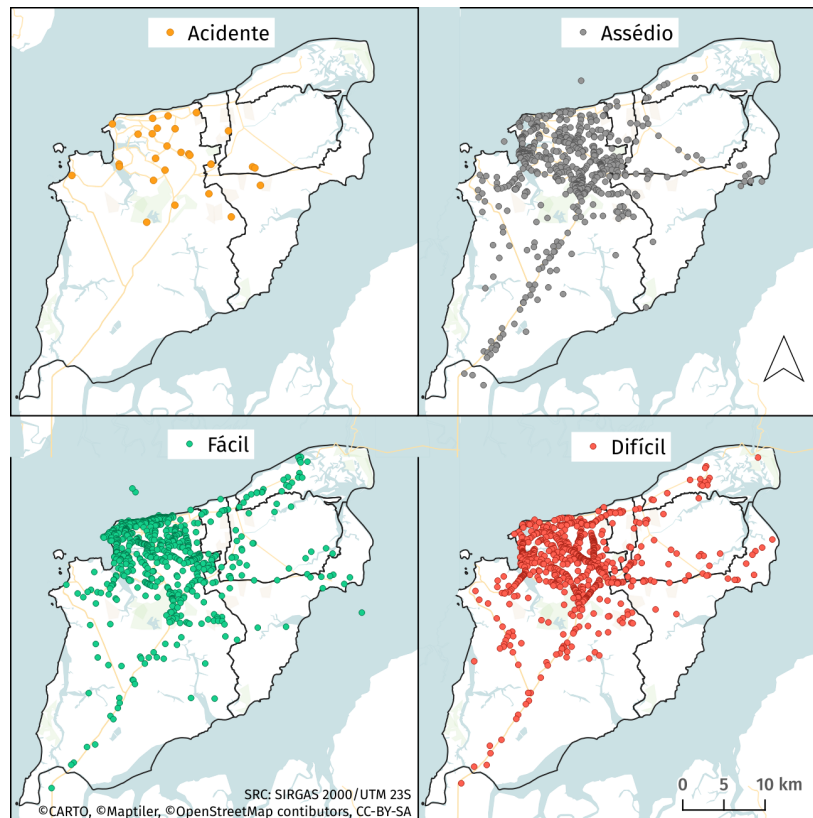 Acidente
Assédio
Fácil
Difícil
0 5 10 km
SRC: SIRGAS 2000/UTM 23S
©CARTO, ©Maptiler, ©OpenStreetMap contibutors, CC-BY-SA